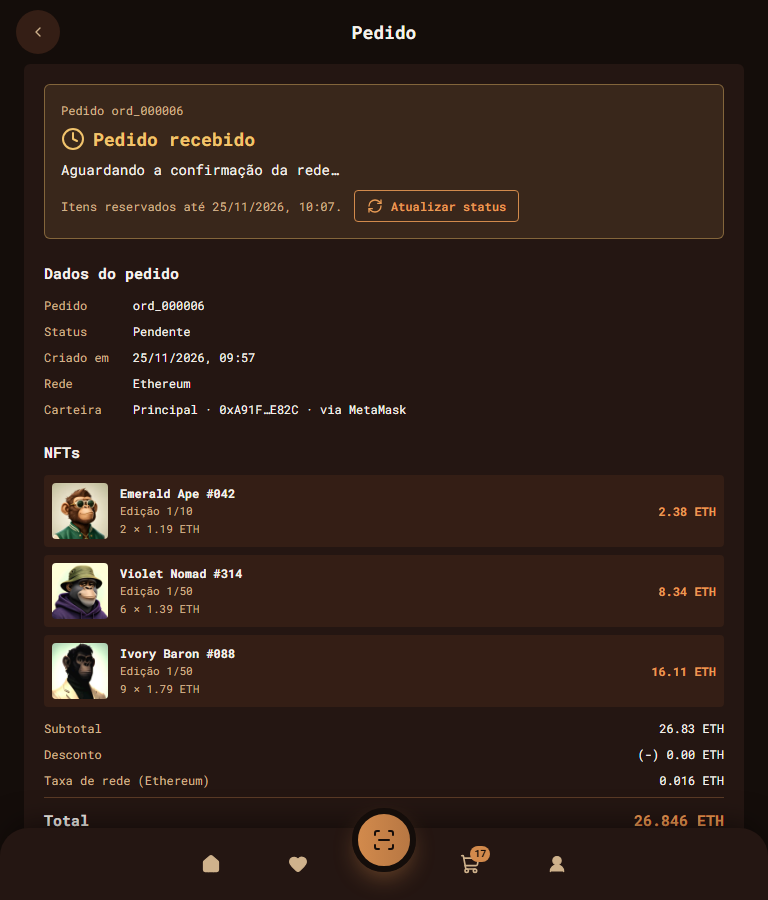 Pedido
Pedido ord_000006
Pedido recebido
Aguardando a confirmação da rede…
Itens reservados até 25/11/2026, 10:07.
Atualizar status
Dados do pedido
Pedido ord_000006
Status Pendente
Criado em 25/11/2026, 09:57
Rede Ethereum
Carteira Principal · 0xA91F…E82C · via MetaMask
NFTs
Emerald Ape #042
Edição 1/10
2 × 1.19 ETH
2.38 ETH
Violet Nomad #314
Edição 1/50
6 × 1.39 ETH
8.34 ETH
Ivory Baron #088
Edição 1/50
9 × 1.79 ETH
16.11 ETH
Subtotal 26.83 ETH
Desconto (-) 0.00 ETH
Taxa de rede (Ethereum) 0.016 ETH
Total 26.846 ETH
17